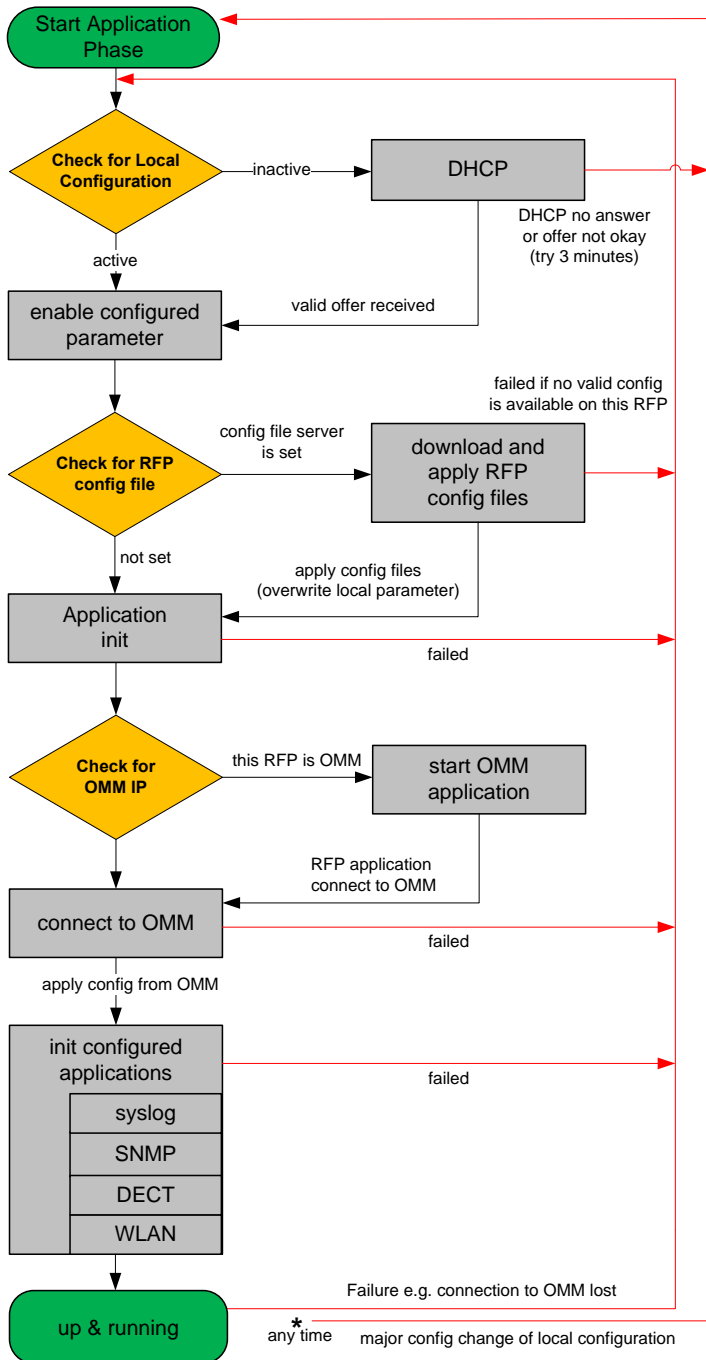 Start Application
Phase
Check for Local
Configuration
inactive
DHCP
DHCP no answer
or offer not okay
(try 3 minutes)
active
valid offer received
enable configured
parameter
failed if no valid config
is available on this RFP
config file server
is set
Check for RFP
config file
download and
apply RFP
config files
not set
apply config files
(overwrite local parameter)
Application
init
failed
this RFP is OMM
Check for
OMM IP
start OMM
application
RFP application
connect to OMM
connect to OMM
failed
apply config from OMM
init configured
applications
failed
syslog
SNMP
DECT
WLAN
Failure e.g. connection to OMM lost
up & running
*
any time
major config change of local configuration